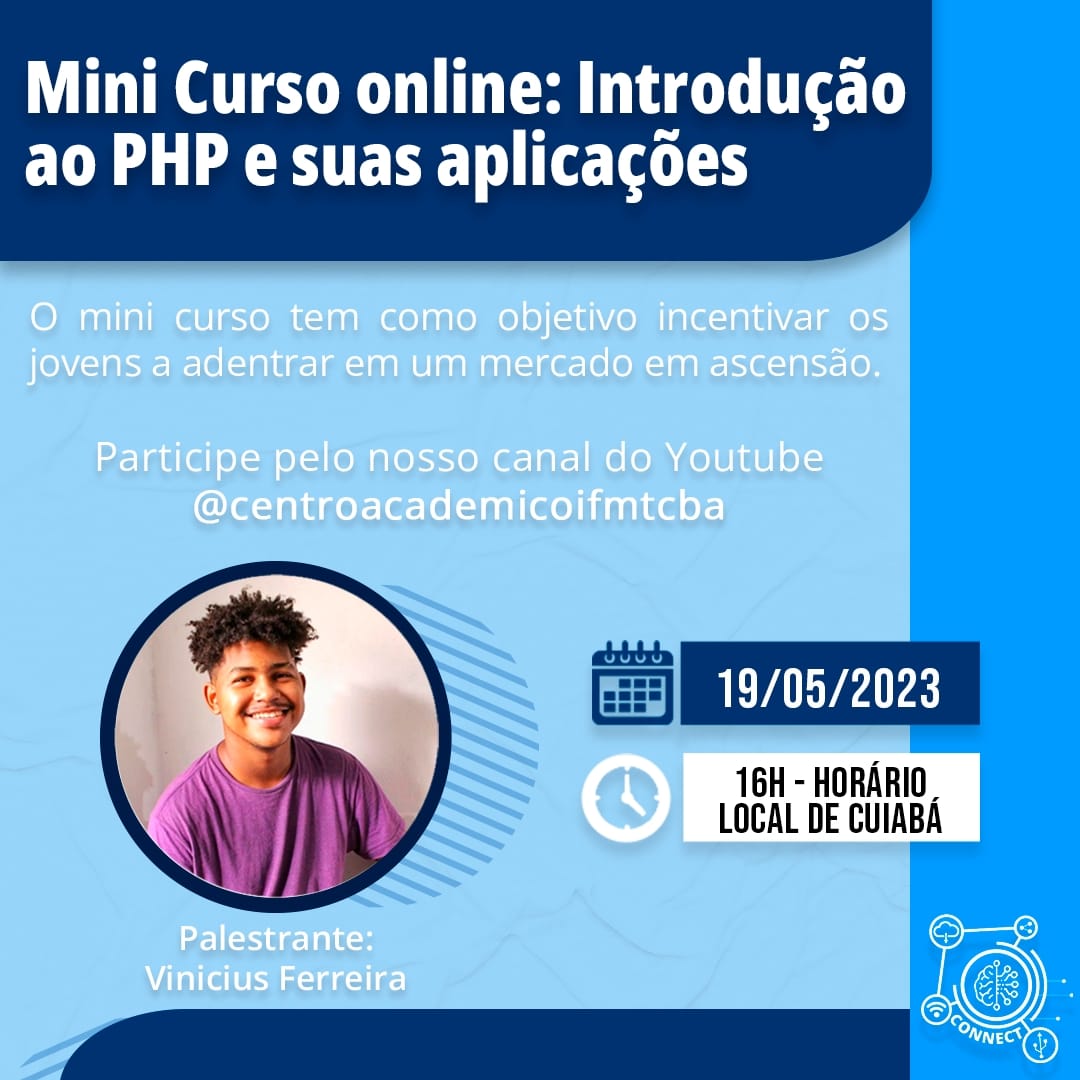 Mini Curso online: Introdução
ao PHP e suas aplicações
O mini curso tem como objetivo incentivar os
jovens a adentrar em um mercado em ascensão.
Participe pelo nosso canal do Youtube
@centroacademicoifmtcba
19/05/2023
16H - HORÁRIO
LOCAL DE CUIABÁ
Palestrante:
Vinicius Ferreira
CONNECT